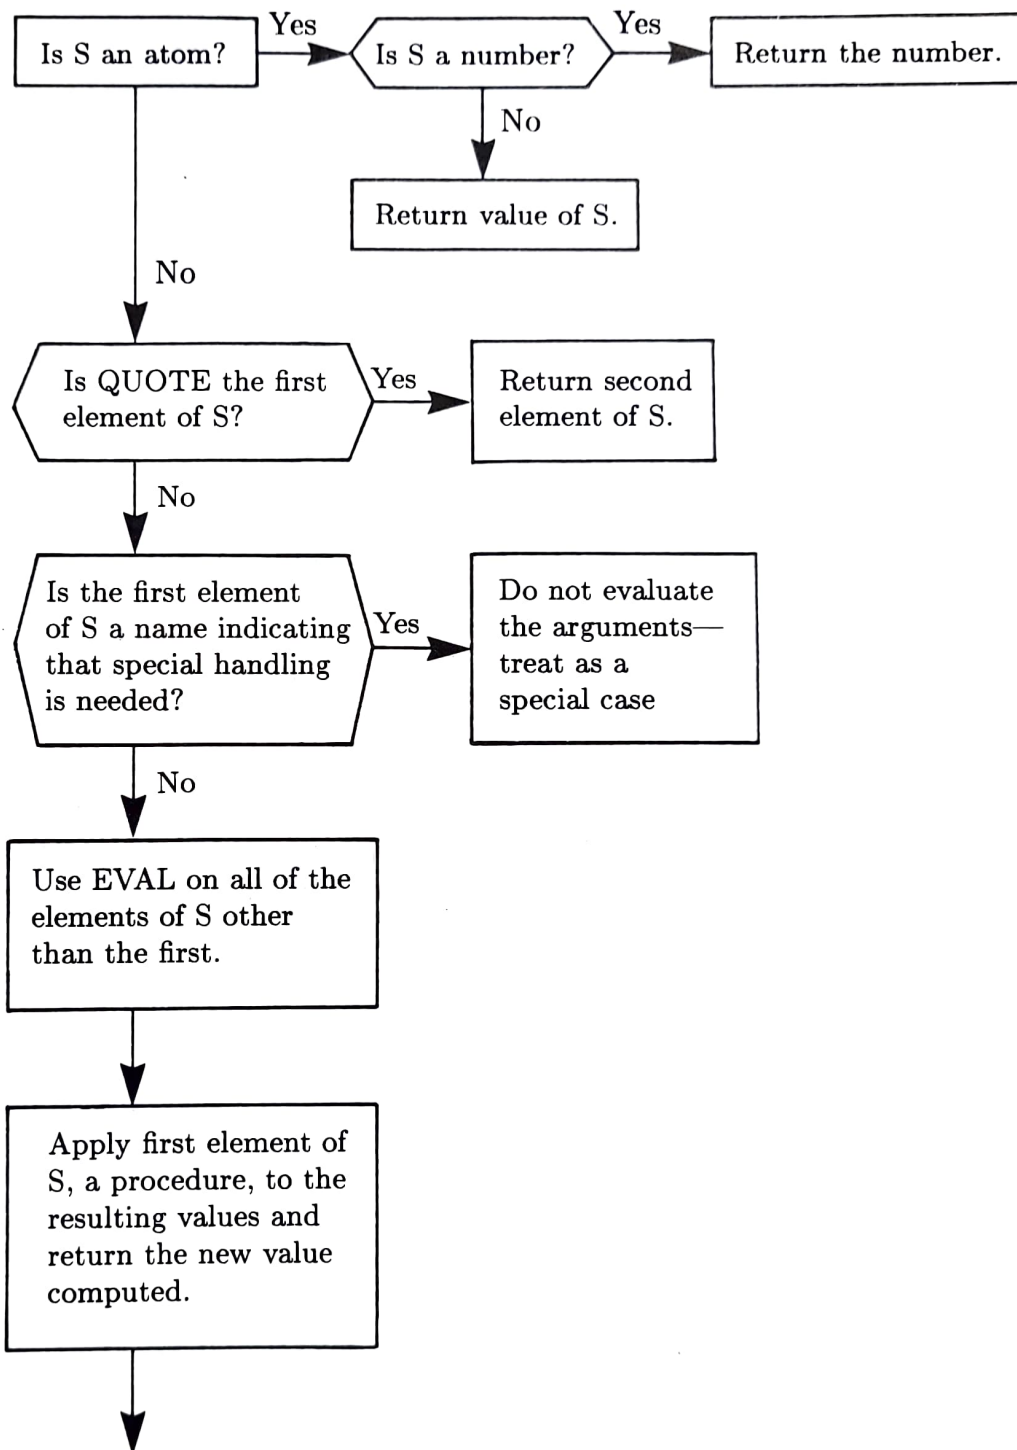 Is S an atom?
Yes
Is S a number?
Yes
Return the number.
No
Return value of S.
No
Is QUOTE the first
element of S?
Yes
Return second
element of S.
No
Is the first element
of S a name indicating
that special handling
is needed?
Yes
Do not evaluate
the arguments—
treat as a
special case
No
Use EVAL on all of the
elements of S other
than the first.
Apply first element of
S, a procedure, to the
resulting values and
return the new value
computed.